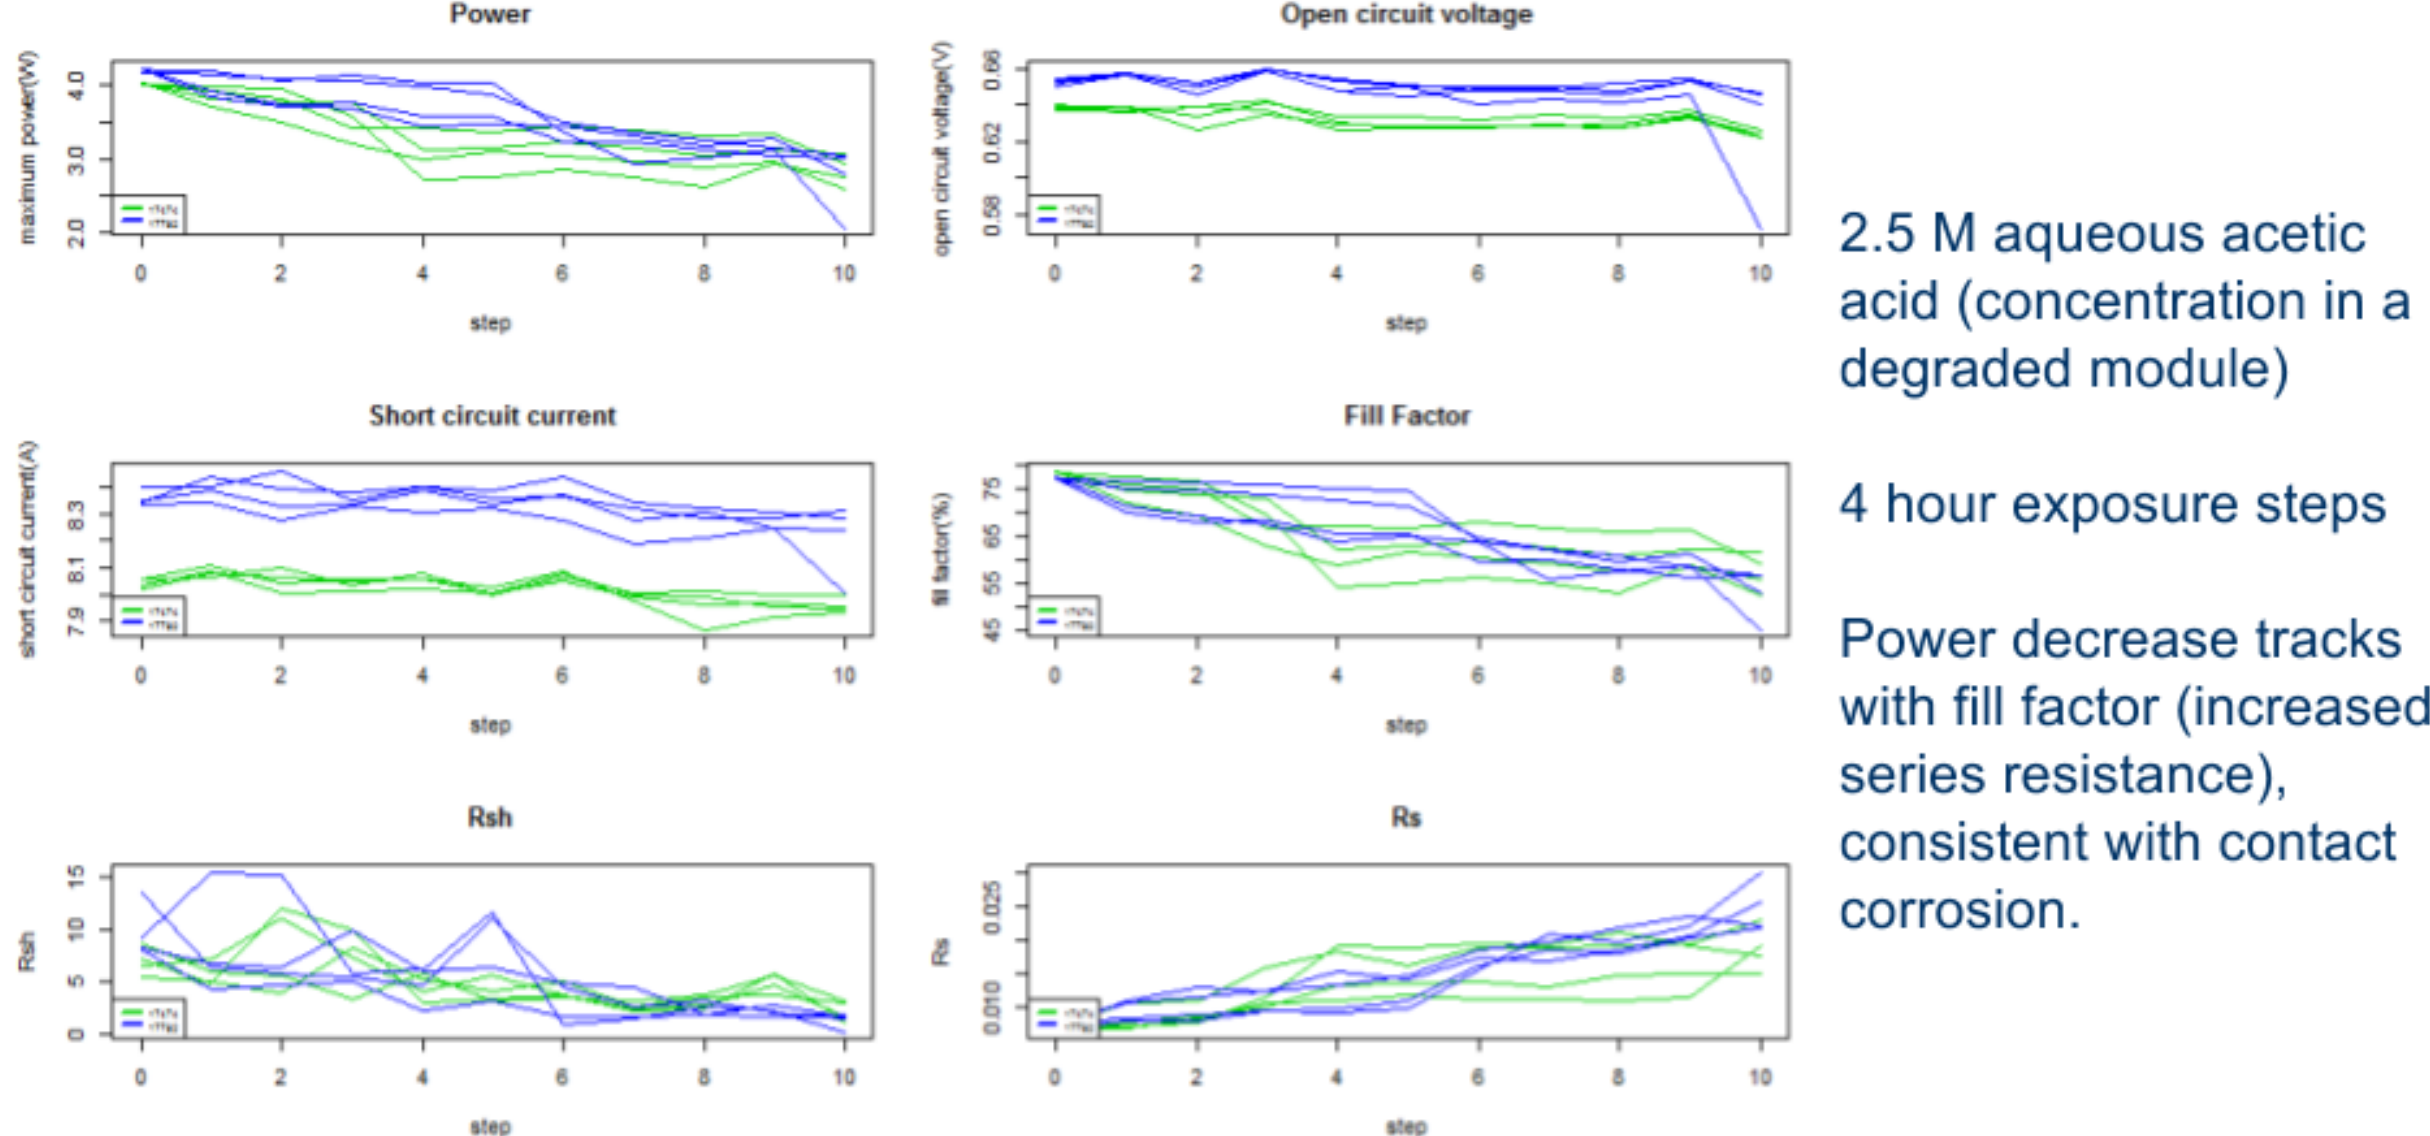 Power
maximum power(W)
4.0
3.0
2.0
0 2 4 6 8 10
step
Open circuit voltage
open circuit voltage(V)
0.66
0.62
0.58
0 2 4 6 8 10
step
Short circuit current
short circuit current(A)
8.3
8.1
7.9
0 2 4 6 8 10
step
Fill Factor
fill factor(%)
75
65
55
45
0 2 4 6 8 10
step
Rsh
Rsh
15
10
5
0
0 2 4 6 8 10
step
Rs
Rs
0.025
0.010
0 2 4 6 8 10
step
2.5 M aqueous acetic
acid (concentration in a
degraded module)
4 hour exposure steps
Power decrease tracks
with fill factor (increased
series resistance),
consistent with contact
corrosion.